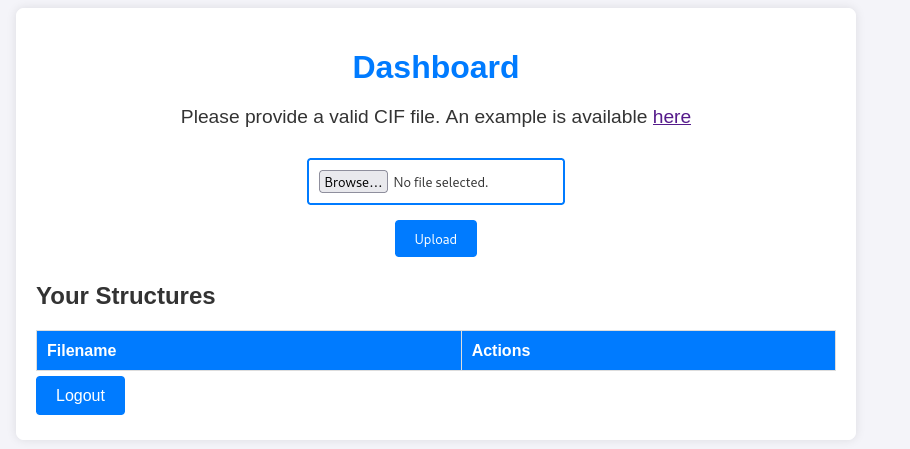 Dashboard
Please provide a valid CIF file. An example is available here
Browse... No file selected.
Upload
Your Structures
Filename Actions
Logout